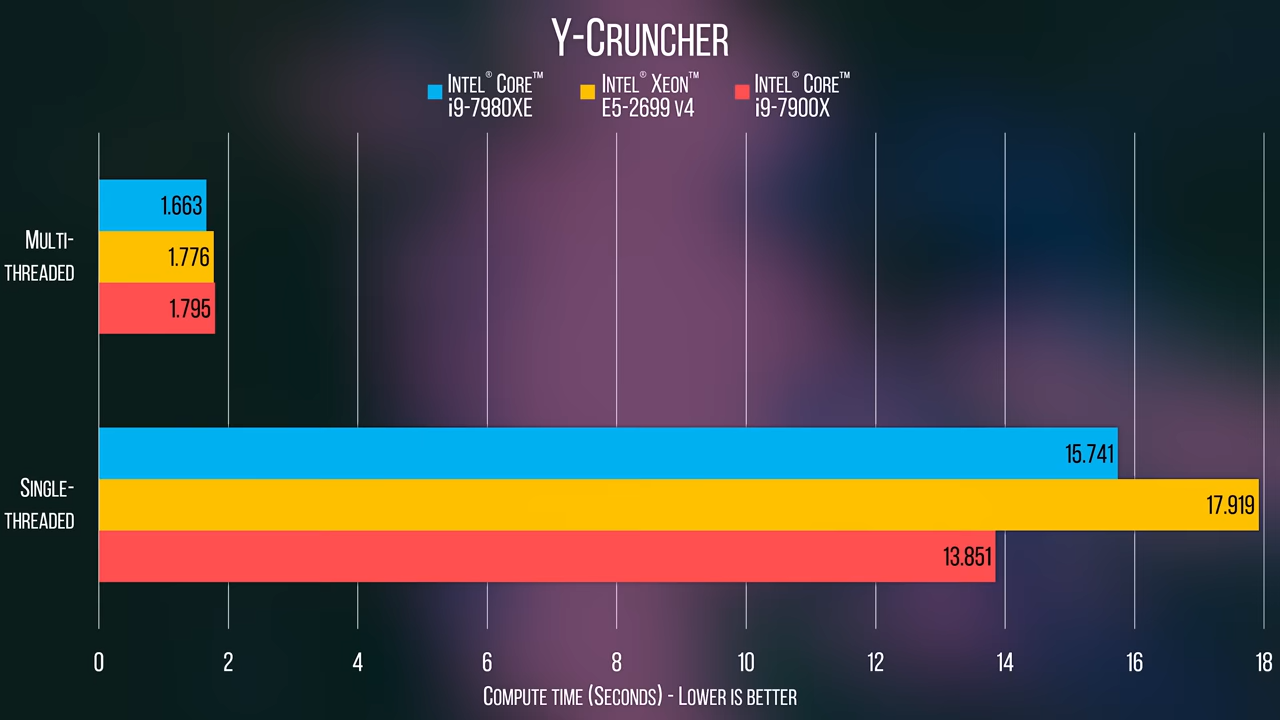 Y-Cruncher
Intel® Core™
i9-7980XE
Intel® Xeon™
E5-2699 v4
Intel® Core™
i9-7900X
Multi-
threaded
1.663
1.776
1.795
Single-
threaded
15.741
17.919
13.851
0 2 4 6 8 10 12 14 16 18
Compute time (Seconds) - Lower is better